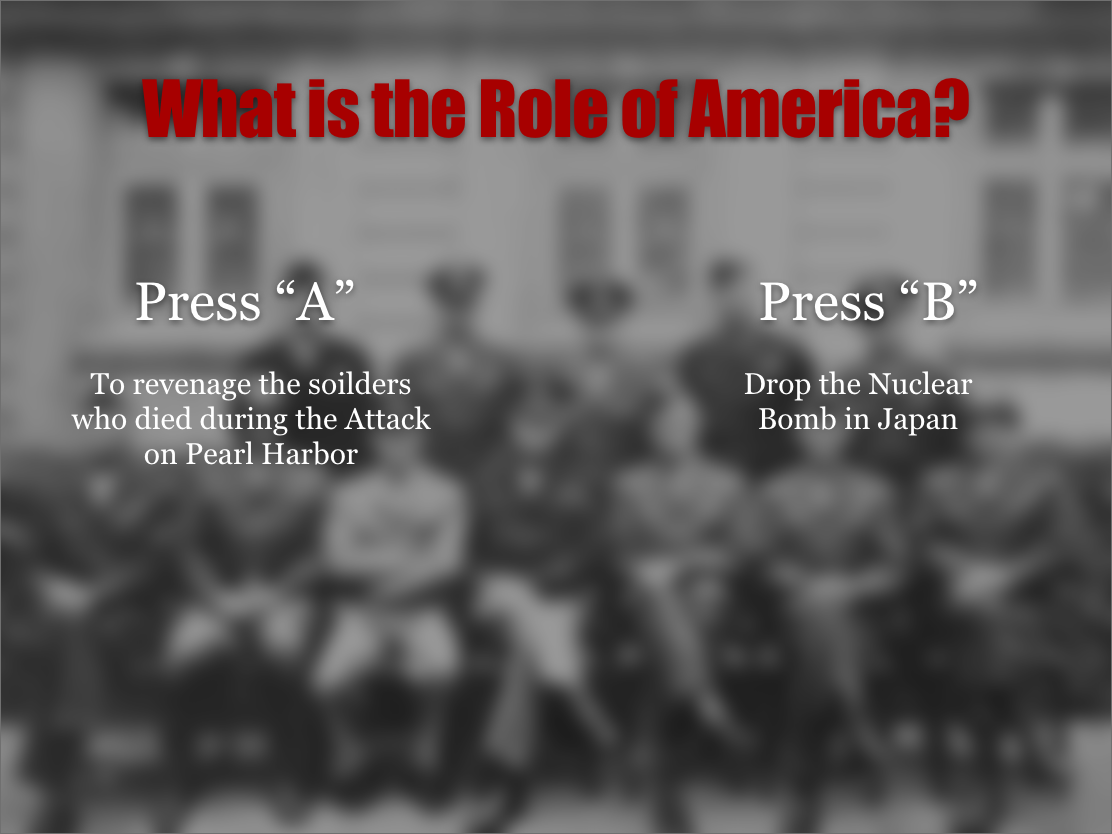 What is the Role of America?
Press “A”
To revenage the soilders
who died during the Attack
on Pearl Harbor
Press “B”
Drop the Nuclear
Bomb in Japan